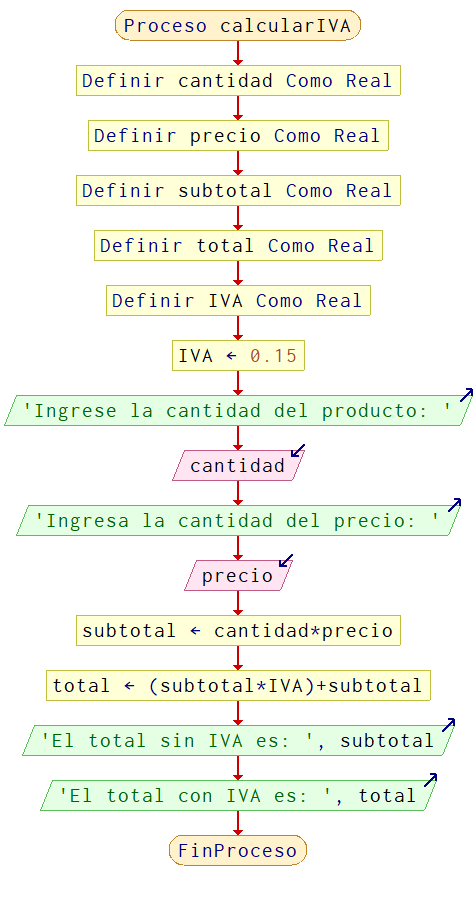 Proceso calcularIVA
Definir cantidad Como Real
Definir precio Como Real
Definir subtotal Como Real
Definir total Como Real
Definir IVA Como Real
IVA ← 0.15
'Ingrese la cantidad del producto: '
cantidad
'Ingresa la cantidad del precio: '
precio
subtotal ← cantidad*precio
total ← (subtotal*IVA)+subtotal
'El total sin IVA es: ', subtotal
'El total con IVA es: ', total
FinProceso